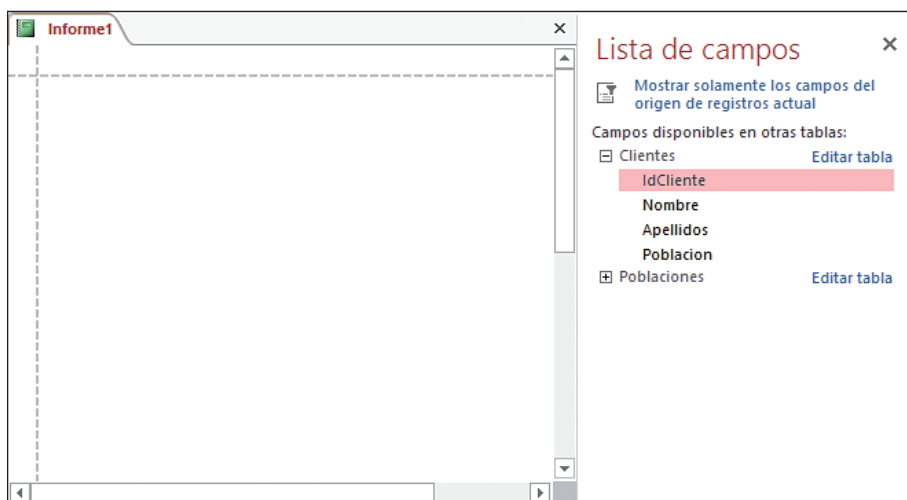 Informe1
Lista de campos
Mostrar solamente los campos del
origen de registros actual
Campos disponibles en otras tablas:
Clientes Editar tabla
IdCliente
Nombre
Apellidos
Poblacion
Poblaciones Editar tabla